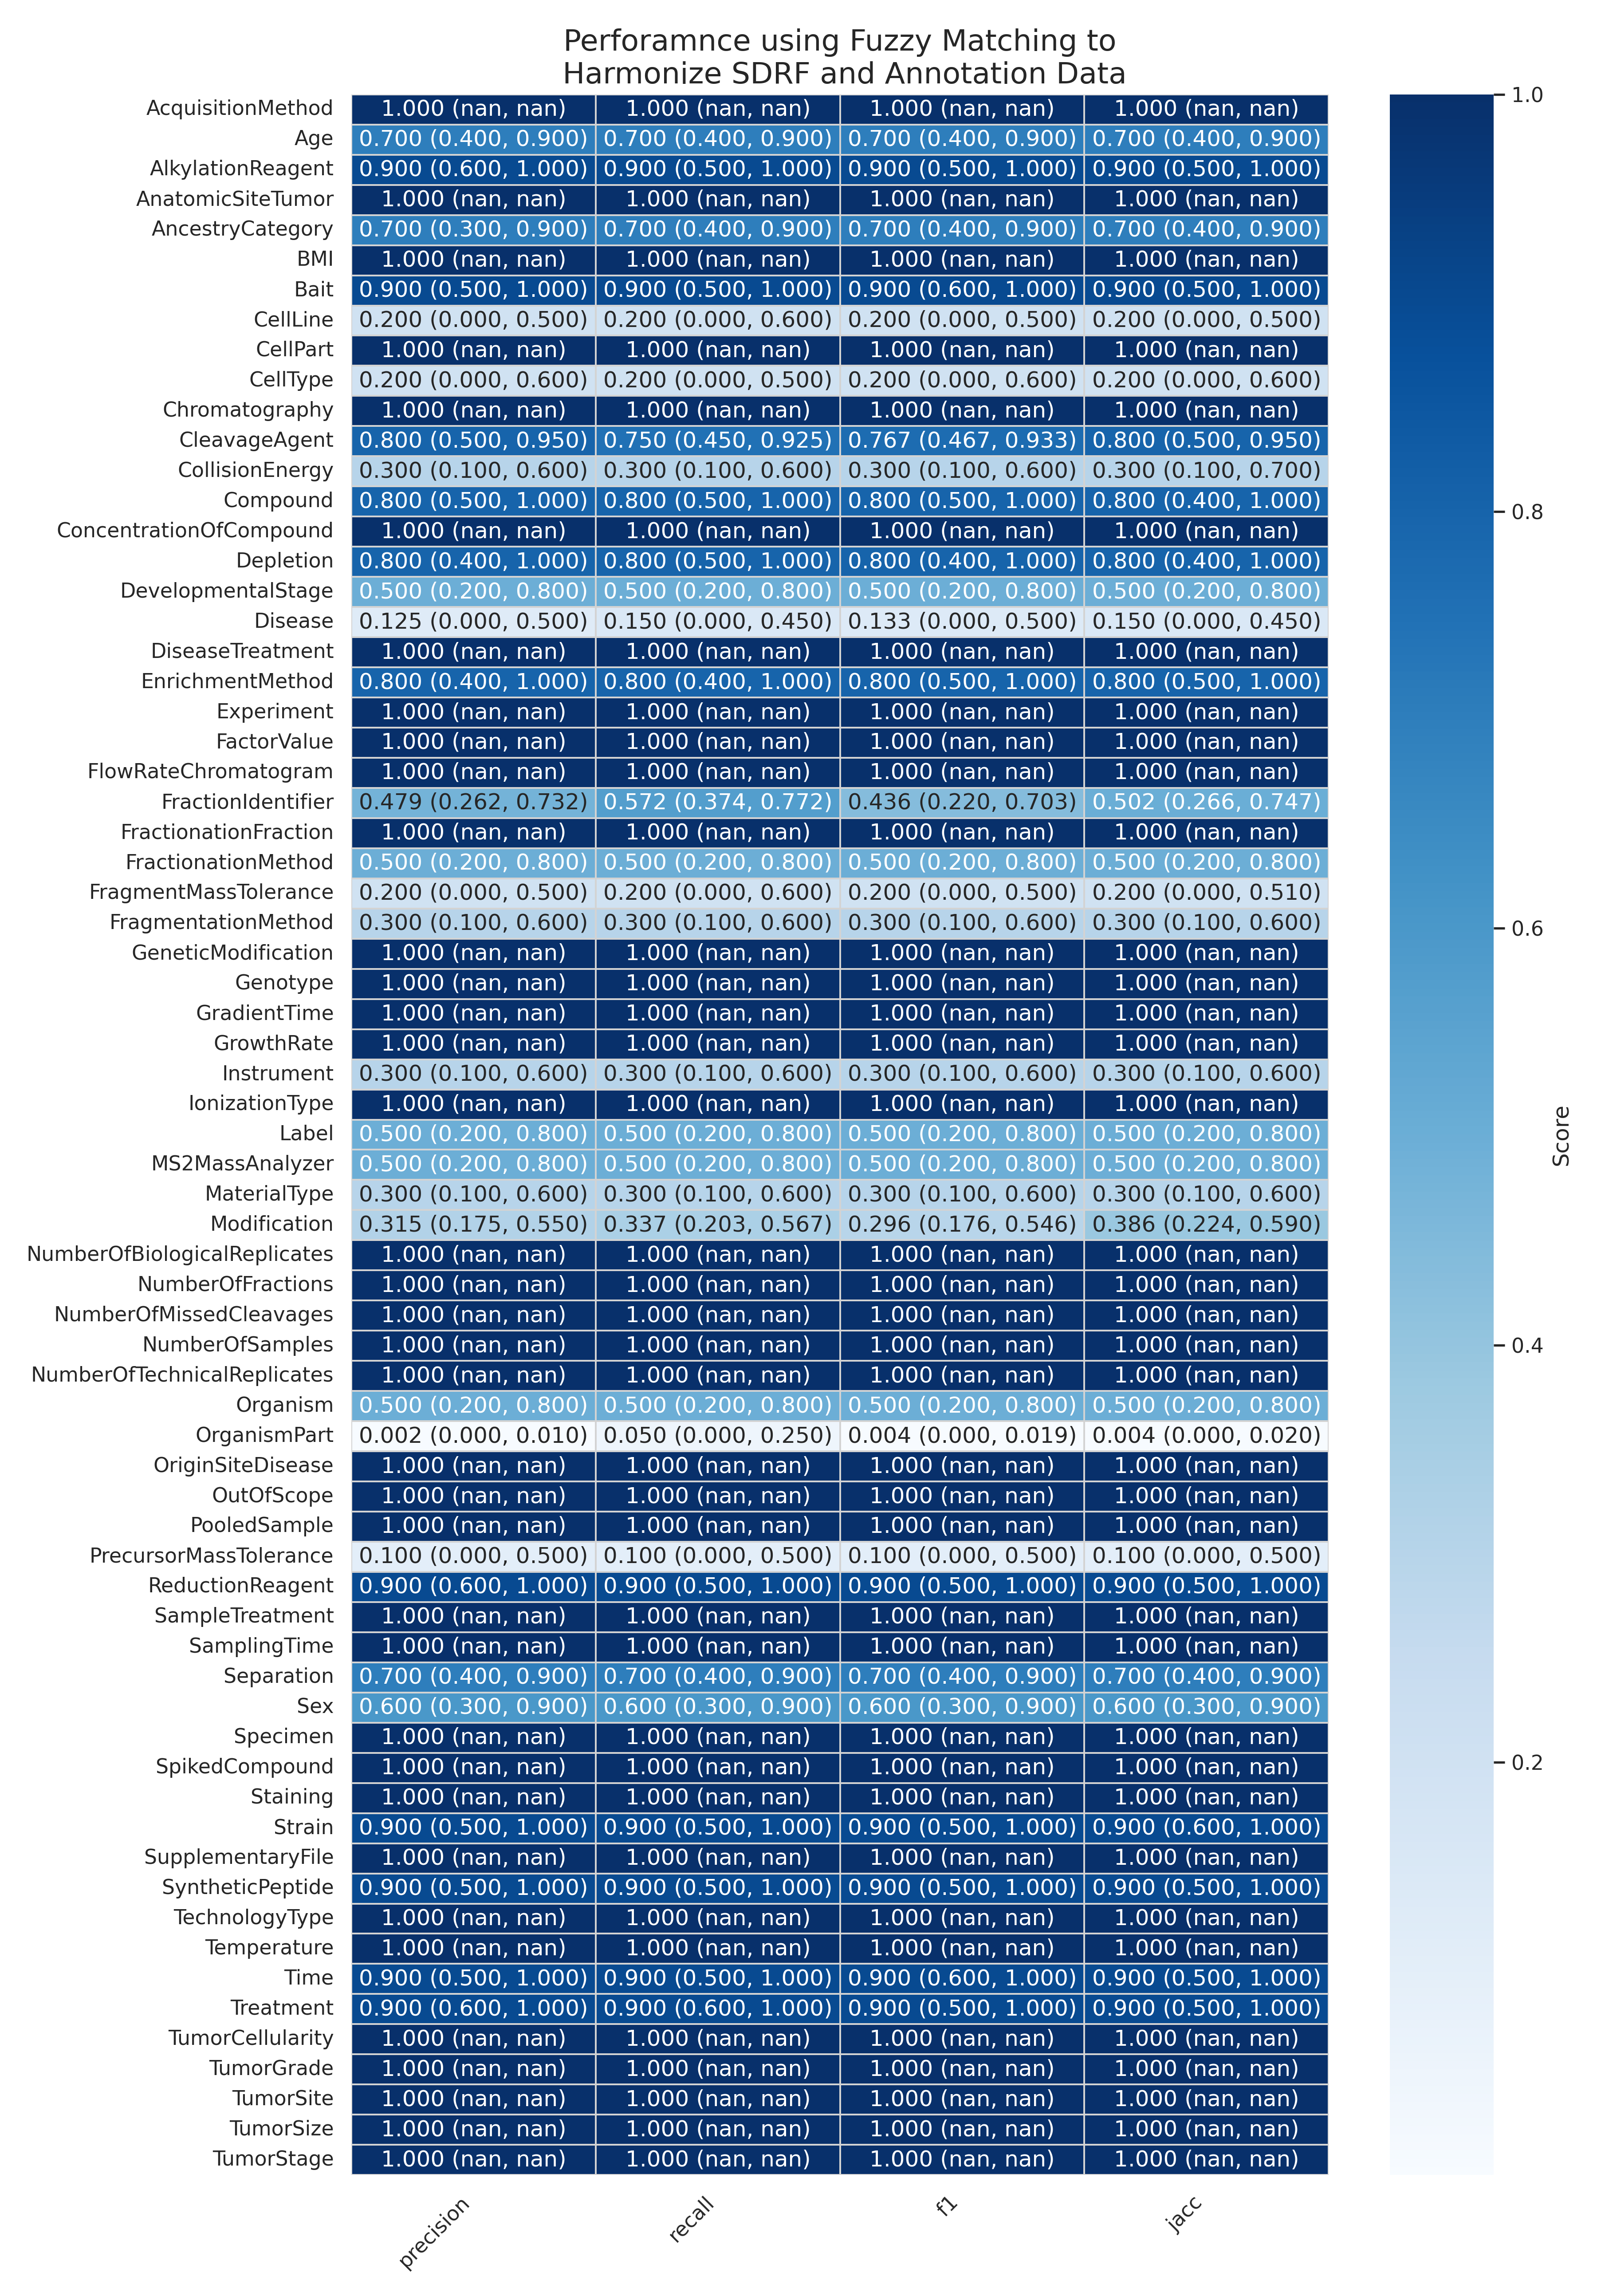 Perforamnce using Fuzzy Matching to
Harmonize SDRF and Annotation Data
AcquisitionMethod 1.000 (nan, nan) 1.000 (nan, nan) 1.000 (nan, nan) 1.000 (nan, nan)
Age 0.700 (0.400, 0.900) 0.700 (0.400, 0.900) 0.700 (0.400, 0.900) 0.700 (0.400, 0.900)
AlkylationReagent 0.900 (0.600, 1.000) 0.900 (0.500, 1.000) 0.900 (0.500, 1.000) 0.900 (0.500, 1.000)
AnatomicSiteTumor 1.000 (nan, nan) 1.000 (nan, nan) 1.000 (nan, nan) 1.000 (nan, nan)
AncestryCategory 0.700 (0.300, 0.900) 0.700 (0.400, 0.900) 0.700 (0.400, 0.900) 0.700 (0.400, 0.900)
BMI 1.000 (nan, nan) 1.000 (nan, nan) 1.000 (nan, nan) 1.000 (nan, nan)
Bait 0.900 (0.500, 1.000) 0.900 (0.500, 1.000) 0.900 (0.600, 1.000) 0.900 (0.500, 1.000)
CellLine 0.200 (0.000, 0.500) 0.200 (0.000, 0.600) 0.200 (0.000, 0.500) 0.200 (0.000, 0.500)
CellPart 1.000 (nan, nan) 1.000 (nan, nan) 1.000 (nan, nan) 1.000 (nan, nan)
CellType 0.200 (0.000, 0.600) 0.200 (0.000, 0.500) 0.200 (0.000, 0.600) 0.200 (0.000, 0.600)
Chromatography 1.000 (nan, nan) 1.000 (nan, nan) 1.000 (nan, nan) 1.000 (nan, nan)
CleavageAgent 0.800 (0.500, 0.950) 0.750 (0.450, 0.925) 0.767 (0.467, 0.933) 0.800 (0.500, 0.950)
CollisionEnergy 0.300 (0.100, 0.600) 0.300 (0.100, 0.600) 0.300 (0.100, 0.600) 0.300 (0.100, 0.700)
Compound 0.800 (0.500, 1.000) 0.800 (0.500, 1.000) 0.800 (0.500, 1.000) 0.800 (0.400, 1.000)
ConcentrationOfCompound 1.000 (nan, nan) 1.000 (nan, nan) 1.000 (nan, nan) 1.000 (nan, nan)
Depletion 0.800 (0.400, 1.000) 0.800 (0.500, 1.000) 0.800 (0.400, 1.000) 0.800 (0.400, 1.000)
DevelopmentalStage 0.500 (0.200, 0.800) 0.500 (0.200, 0.800) 0.500 (0.200, 0.800) 0.500 (0.200, 0.800)
Disease 0.125 (0.000, 0.500) 0.150 (0.000, 0.450) 0.133 (0.000, 0.500) 0.150 (0.000, 0.450)
DiseaseTreatment 1.000 (nan, nan) 1.000 (nan, nan) 1.000 (nan, nan) 1.000 (nan, nan)
EnrichmentMethod 0.800 (0.400, 1.000) 0.800 (0.400, 1.000) 0.800 (0.500, 1.000) 0.800 (0.500, 1.000)
Experiment 1.000 (nan, nan) 1.000 (nan, nan) 1.000 (nan, nan) 1.000 (nan, nan)
FactorValue 1.000 (nan, nan) 1.000 (nan, nan) 1.000 (nan, nan) 1.000 (nan, nan)
FlowRateChromatogram 1.000 (nan, nan) 1.000 (nan, nan) 1.000 (nan, nan) 1.000 (nan, nan)
FractionIdentifier 0.479 (0.262, 0.732) 0.572 (0.374, 0.772) 0.436 (0.220, 0.703) 0.502 (0.266, 0.747)
FractionationFraction 1.000 (nan, nan) 1.000 (nan, nan) 1.000 (nan, nan) 1.000 (nan, nan)
FractionationMethod 0.500 (0.200, 0.800) 0.500 (0.200, 0.800) 0.500 (0.200, 0.800) 0.500 (0.200, 0.800)
FragmentMassTolerance 0.200 (0.000, 0.500) 0.200 (0.000, 0.600) 0.200 (0.000, 0.500) 0.200 (0.000, 0.510)
FragmentationMethod 0.300 (0.100, 0.600) 0.300 (0.100, 0.600) 0.300 (0.100, 0.600) 0.300 (0.100, 0.600)
GeneticModification 1.000 (nan, nan) 1.000 (nan, nan) 1.000 (nan, nan) 1.000 (nan, nan)
Genotype 1.000 (nan, nan) 1.000 (nan, nan) 1.000 (nan, nan) 1.000 (nan, nan)
GradientTime 1.000 (nan, nan) 1.000 (nan, nan) 1.000 (nan, nan) 1.000 (nan, nan)
GrowthRate 1.000 (nan, nan) 1.000 (nan, nan) 1.000 (nan, nan) 1.000 (nan, nan)
Instrument 0.300 (0.100, 0.600) 0.300 (0.100, 0.600) 0.300 (0.100, 0.600) 0.300 (0.100, 0.600)
IonizationType 1.000 (nan, nan) 1.000 (nan, nan) 1.000 (nan, nan) 1.000 (nan, nan)
Label 0.500 (0.200, 0.800) 0.500 (0.200, 0.800) 0.500 (0.200, 0.800) 0.500 (0.200, 0.800)
MS2MassAnalyzer 0.500 (0.200, 0.800) 0.500 (0.200, 0.800) 0.500 (0.200, 0.800) 0.500 (0.200, 0.800)
MaterialType 0.300 (0.100, 0.600) 0.300 (0.100, 0.600) 0.300 (0.100, 0.600) 0.300 (0.100, 0.600)
Modification 0.315 (0.175, 0.550) 0.337 (0.203, 0.567) 0.296 (0.176, 0.546) 0.386 (0.224, 0.590)
NumberOfBiologicalReplicates 1.000 (nan, nan) 1.000 (nan, nan) 1.000 (nan, nan) 1.000 (nan, nan)
NumberOfFractions 1.000 (nan, nan) 1.000 (nan, nan) 1.000 (nan, nan) 1.000 (nan, nan)
NumberOfMissedCleavages 1.000 (nan, nan) 1.000 (nan, nan) 1.000 (nan, nan) 1.000 (nan, nan)
NumberOfSamples 1.000 (nan, nan) 1.000 (nan, nan) 1.000 (nan, nan) 1.000 (nan, nan)
NumberOfTechnicalReplicates 1.000 (nan, nan) 1.000 (nan, nan) 1.000 (nan, nan) 1.000 (nan, nan)
Organism 0.500 (0.200, 0.800) 0.500 (0.200, 0.800) 0.500 (0.200, 0.800) 0.500 (0.200, 0.800)
OrganismPart 0.002 (0.000, 0.010) 0.050 (0.000, 0.250) 0.004 (0.000, 0.019) 0.004 (0.000, 0.020)
OriginSiteDisease 1.000 (nan, nan) 1.000 (nan, nan) 1.000 (nan, nan) 1.000 (nan, nan)
OutOfScope 1.000 (nan, nan) 1.000 (nan, nan) 1.000 (nan, nan) 1.000 (nan, nan)
PooledSample 1.000 (nan, nan) 1.000 (nan, nan) 1.000 (nan, nan) 1.000 (nan, nan)
PrecursorMassTolerance 0.100 (0.000, 0.500) 0.100 (0.000, 0.500) 0.100 (0.000, 0.500) 0.100 (0.000, 0.500)
ReductionReagent 0.900 (0.600, 1.000) 0.900 (0.500, 1.000) 0.900 (0.500, 1.000) 0.900 (0.500, 1.000)
SampleTreatment 1.000 (nan, nan) 1.000 (nan, nan) 1.000 (nan, nan) 1.000 (nan, nan)
SamplingTime 1.000 (nan, nan) 1.000 (nan, nan) 1.000 (nan, nan) 1.000 (nan, nan)
Separation 0.700 (0.400, 0.900) 0.700 (0.400, 0.900) 0.700 (0.400, 0.900) 0.700 (0.400, 0.900)
Sex 0.600 (0.300, 0.900) 0.600 (0.300, 0.900) 0.600 (0.300, 0.900) 0.600 (0.300, 0.900)
Specimen 1.000 (nan, nan) 1.000 (nan, nan) 1.000 (nan, nan) 1.000 (nan, nan)
SpikedCompound 1.000 (nan, nan) 1.000 (nan, nan) 1.000 (nan, nan) 1.000 (nan, nan)
Staining 1.000 (nan, nan) 1.000 (nan, nan) 1.000 (nan, nan) 1.000 (nan, nan)
Strain 0.900 (0.500, 1.000) 0.900 (0.500, 1.000) 0.900 (0.500, 1.000) 0.900 (0.600, 1.000)
SupplementaryFile 1.000 (nan, nan) 1.000 (nan, nan) 1.000 (nan, nan) 1.000 (nan, nan)
SyntheticPeptide 0.900 (0.500, 1.000) 0.900 (0.500, 1.000) 0.900 (0.500, 1.000) 0.900 (0.500, 1.000)
TechnologyType 1.000 (nan, nan) 1.000 (nan, nan) 1.000 (nan, nan) 1.000 (nan, nan)
Temperature 1.000 (nan, nan) 1.000 (nan, nan) 1.000 (nan, nan) 1.000 (nan, nan)
Time 0.900 (0.500, 1.000) 0.900 (0.500, 1.000) 0.900 (0.600, 1.000) 0.900 (0.500, 1.000)
Treatment 0.900 (0.600, 1.000) 0.900 (0.600, 1.000) 0.900 (0.500, 1.000) 0.900 (0.500, 1.000)
TumorCellularity 1.000 (nan, nan) 1.000 (nan, nan) 1.000 (nan, nan) 1.000 (nan, nan)
TumorGrade 1.000 (nan, nan) 1.000 (nan, nan) 1.000 (nan, nan) 1.000 (nan, nan)
TumorSite 1.000 (nan, nan) 1.000 (nan, nan) 1.000 (nan, nan) 1.000 (nan, nan)
TumorSize 1.000 (nan, nan) 1.000 (nan, nan) 1.000 (nan, nan) 1.000 (nan, nan)
TumorStage 1.000 (nan, nan) 1.000 (nan, nan) 1.000 (nan, nan) 1.000 (nan, nan)
precision recall f1 jacc
1.0
0.8
0.6
0.4
0.2
Score